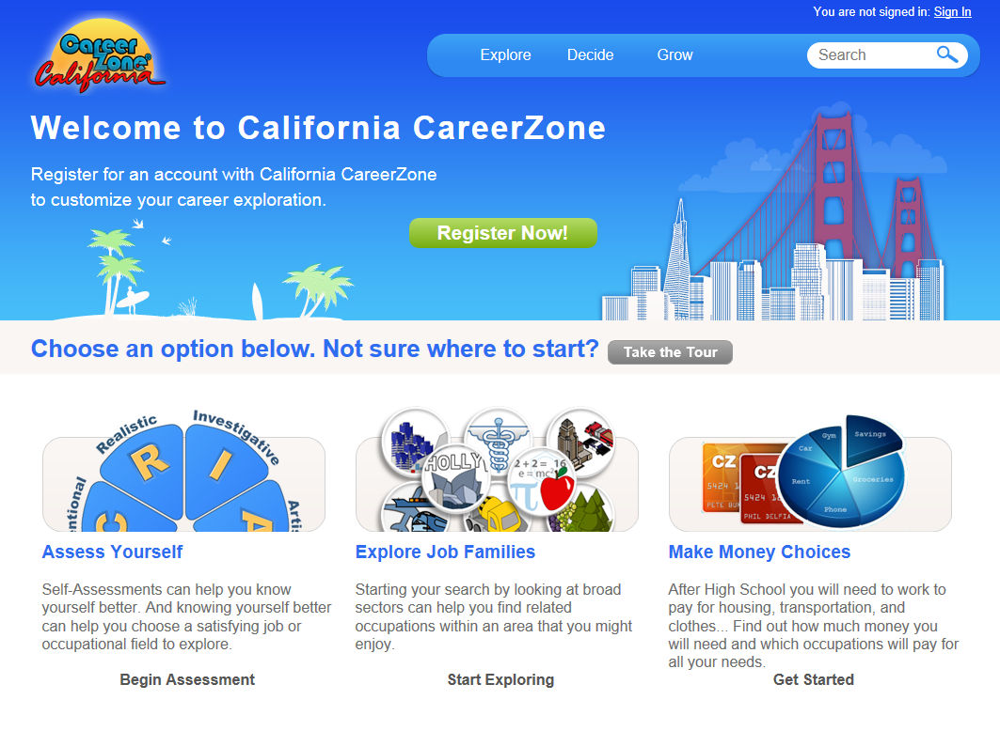 You are not signed in: Sign In
Career
Zone®
California
Explore Decide Grow Search
Welcome to California CareerZone
Register for an account with California CareerZone
to customize your career exploration.
Register Now!
Choose an option below. Not sure where to start? Take the Tour
Realistic
Investigative
R
I
C
A
HOLLY
2 + 2 = 16
e = mc²
π
CZ
5424 1
PETE BU
CZ
5424 18
PHIL DELFIA
Gym
Savings
Car
Rent
Groceries
Phone
Assess Yourself
Self-Assessments can help you know
yourself better. And knowing yourself better
can help you choose a satisfying job or
occupational field to explore.
Begin Assessment
Explore Job Families
Starting your search by looking at broad
sectors can help you find related
occupations within an area that you might
enjoy.
Start Exploring
Make Money Choices
After High School you will need to work to
pay for housing, transportation, and
clothes... Find out how much money you
will need and which occupations will pay for
all your needs.
Get Started